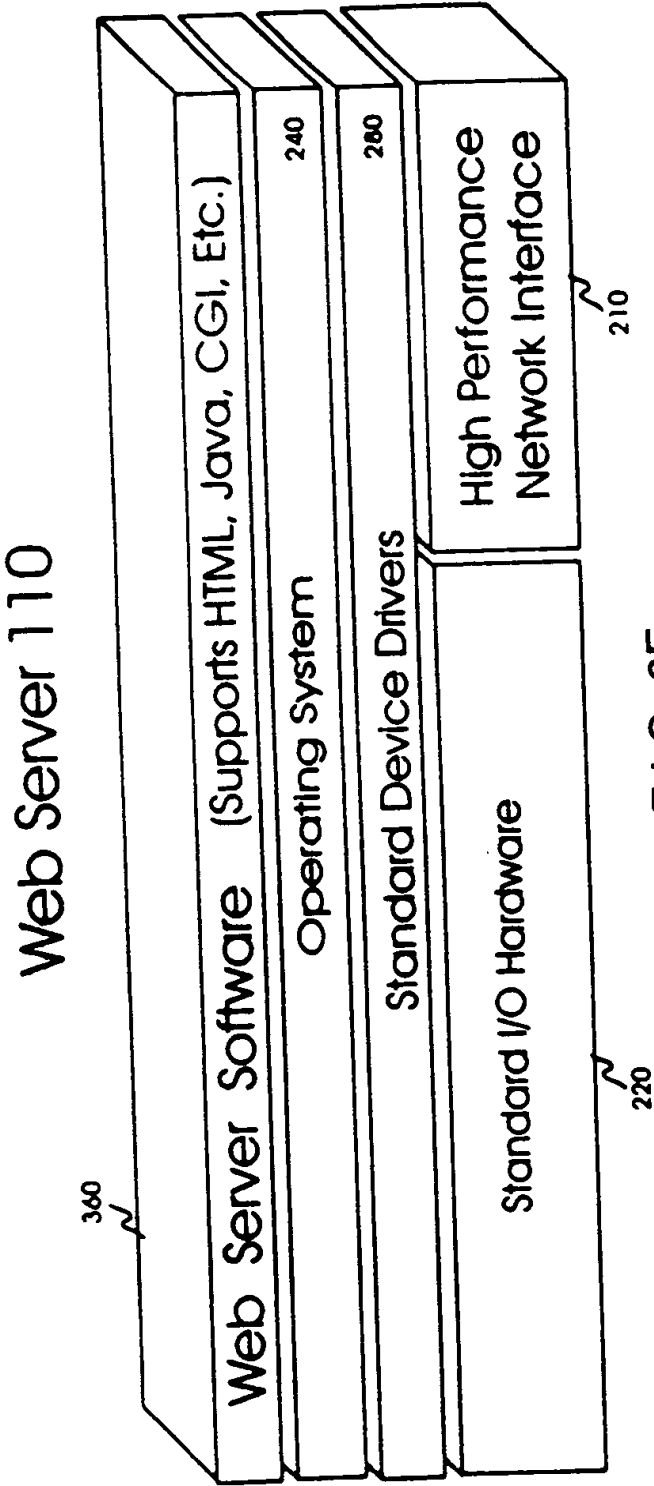 Web Server 110
360
Web Server Software (Supports HTML, Java, CGI, Etc.)
Operating System 240
Standard Device Drivers 280
Standard I/O Hardware
High Performance
Network Interface
220
210